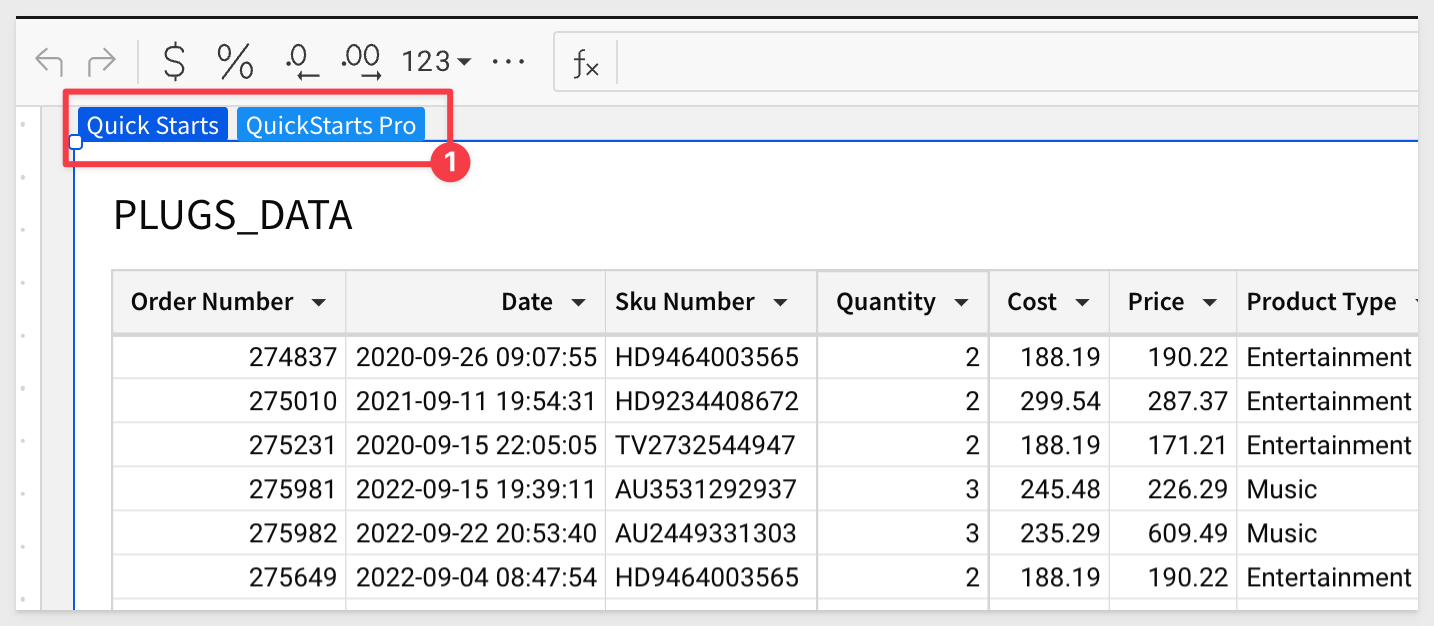 $ % .0 .00 123 ... fx
Quick Starts QuickStarts Pro
1
PLUGS_DATA
Order Number Date Sku Number Quantity Cost Price Product Type
274837 2020-09-26 09:07:55 HD9464003565 2 188.19 190.22 Entertainment
275010 2021-09-11 19:54:31 HD9234408672 2 299.54 287.37 Entertainment
275231 2020-09-15 22:05:05 TV2732544947 2 188.19 171.21 Entertainment
275981 2022-09-15 19:39:11 AU3531292937 3 245.48 226.29 Music
275982 2022-09-22 20:53:40 AU2449331303 3 235.29 609.49 Music
275649 2022-09-04 08:47:54 HD9464003565 2 188.19 190.22 Entertainment